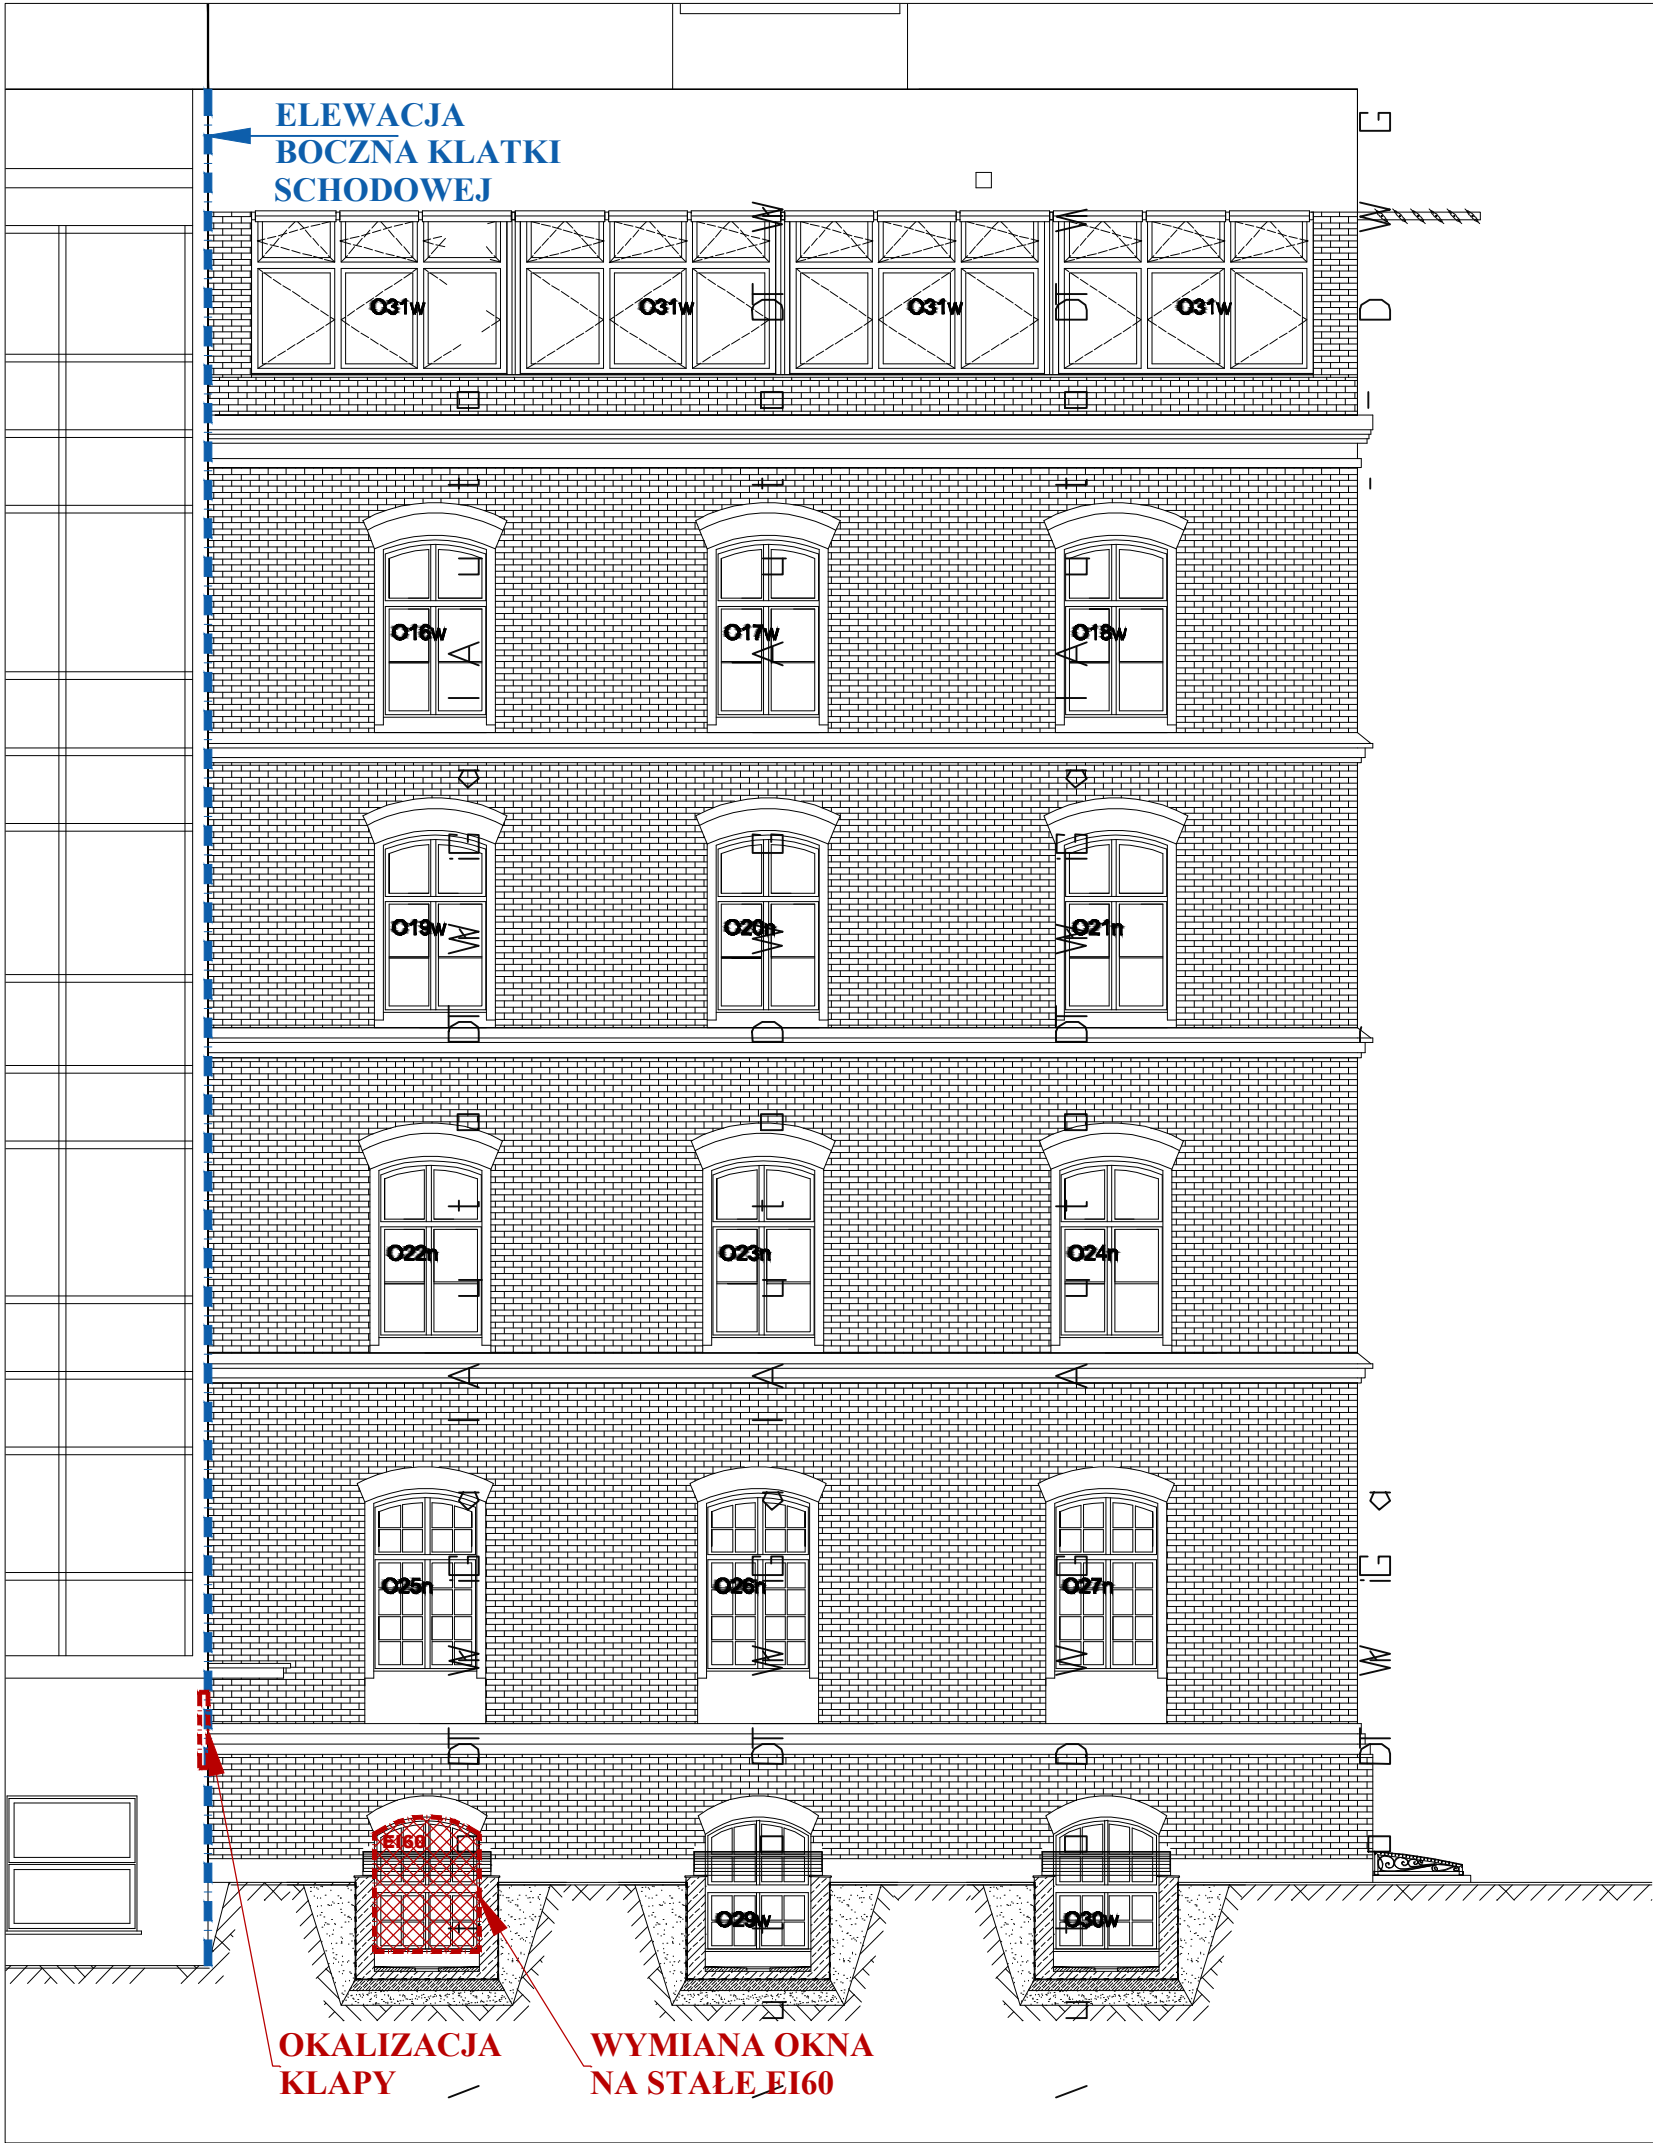 ELEWACJA
BOCZNA KLATKI
SCHODOWEJ
O31w O31w O31w O31w
O16w O17w O18w
O19w O20n O21n
O22n O23n O24n
O25n O26n O27n
EI60
O29w O30w
OKALIZACJA
KLAPY
WYMIANA OKNA
NA STAŁE EI60